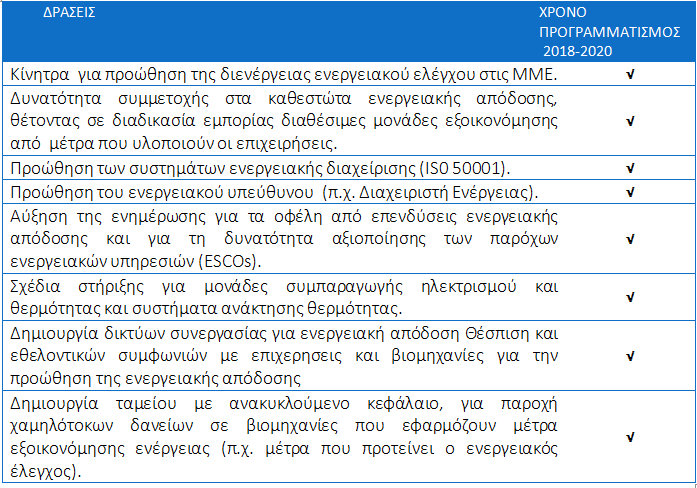 ΔΡΑΣΕΙΣ
ΧΡΟΝΟ
ΠΡΟΓΡΑΜΜΑΤΙΣΜΟΣ
2018-2020
Κίνητρα για προώθηση της διενέργειας ενεργειακού ελέγχου στις ΜΜΕ. √
Δυνατότητα συμμετοχής στα καθεστώτα ενεργειακής απόδοσης,
θέτοντας σε διαδικασία εμπορίας διαθέσιμες μονάδες εξοικονόμησης √
από μέτρα που υλοποιούν οι επιχειρήσεις.
Προώθηση των συστημάτων ενεργειακής διαχείρισης (IS0 50001). √
Προώθηση του ενεργειακού υπεύθυνου (π.χ. Διαχειριστή Ενέργειας). √
Αύξηση της ενημέρωσης για τα οφέλη από επενδύσεις ενεργειακής
απόδοσης και για τη δυνατότητα αξιοποίησης των παρόχων √
ενεργειακών υπηρεσιών (ESCOs).
Σχέδια στήριξης για μονάδες συμπαραγωγής ηλεκτρισμού και
θερμότητας και συστήματα ανάκτησης θερμότητας. √
Δημιουργία δικτύων συνεργασίας για ενεργειακή απόδοση Θέσπιση και
εθελοντικών συμφωνιών με επιχερησεις και βιομηχανίες για την √
προώθηση της ενεργειακής απόδοσης
Δημιουργία ταμείου με ανακυκλούμενο κεφάλαιο, για παροχή
χαμηλότοκων δανείων σε βιομηχανίες που εφαρμόζουν μέτρα
εξοικονόμησης ενέργειας (π.χ. μέτρα που προτείνει ο ενεργειακός √
έλεγχος).